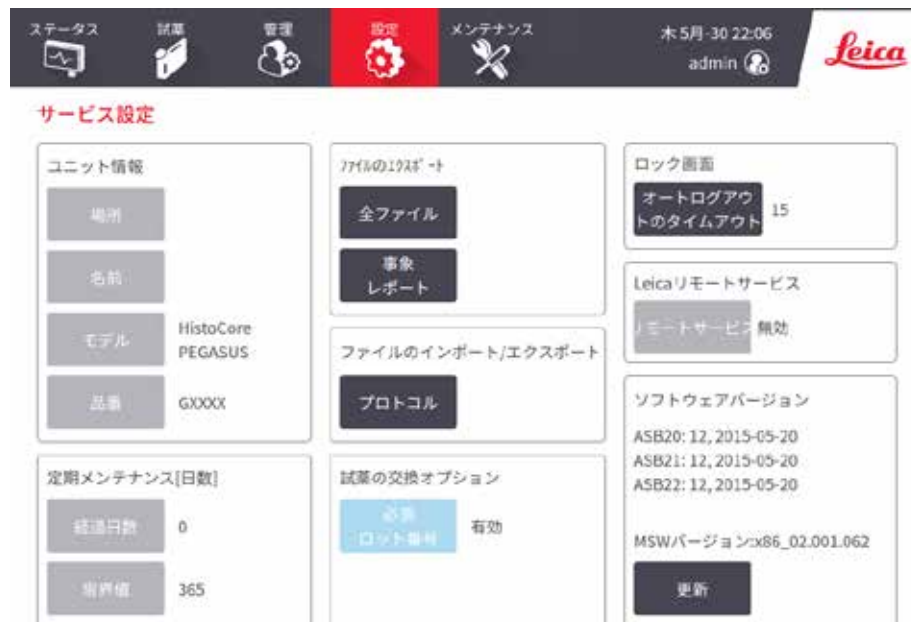 ステータス
試薬
管理
設定
メンテナンス
木 5月-30 22:06
admin
Leica
サービス設定
ユニット情報
場所
名前
モデル
HistoCore
PEGASUS
品番
GXXXX
定期メンテナンス[日数]
経過日数
0
限界値
365
ファイルのエクスポート
全ファイル
事象
レポート
ファイルのインポート/エクスポート
プロトコル
試薬の交換オプション
必須
ロット番号
有効
ロック画面
オートログアウ
トのタイムアウト
15
Leicaリモートサービス
リモートサービス
無効
ソフトウェアバージョン
ASB20: 12, 2015-05-20
ASB21: 12, 2015-05-20
ASB22: 12, 2015-05-20
MSWバージョン:x86_02.001.062
更新